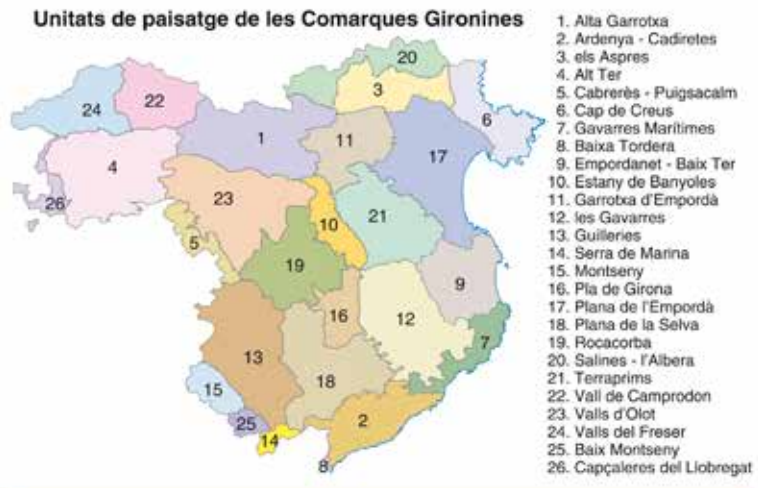 Unitats de paisatge de les Comarques Gironines
1. Alta Garrotxa
2. Ardenya - Cadiretes
3. els Aspres
4. Alt Ter
5. Cabrerès - Puigsacalm
6. Cap de Creus
7. Gavarres Marítimes
8. Baixa Tordera
9. Empordanet - Baix Ter
10. Estany de Banyoles
11. Garrotxa d'Empordà
12. les Gavarres
13. Guilleries
14. Serra de Marina
15. Montseny
16. Pla de Girona
17. Plana de l'Empordà
18. Plana de la Selva
19. Rocacorba
20. Salines - l'Albera
21. Terraprims
22. Vall de Camprodon
23. Valls d'Olot
24. Valls del Freser
25. Baix Montseny
26. Capçaleres del Llobregat
20
3
22
24
6
1
11
17
4
23
26
10
21
5
19
9
16
12
7
13
18
15
2
25
14
8